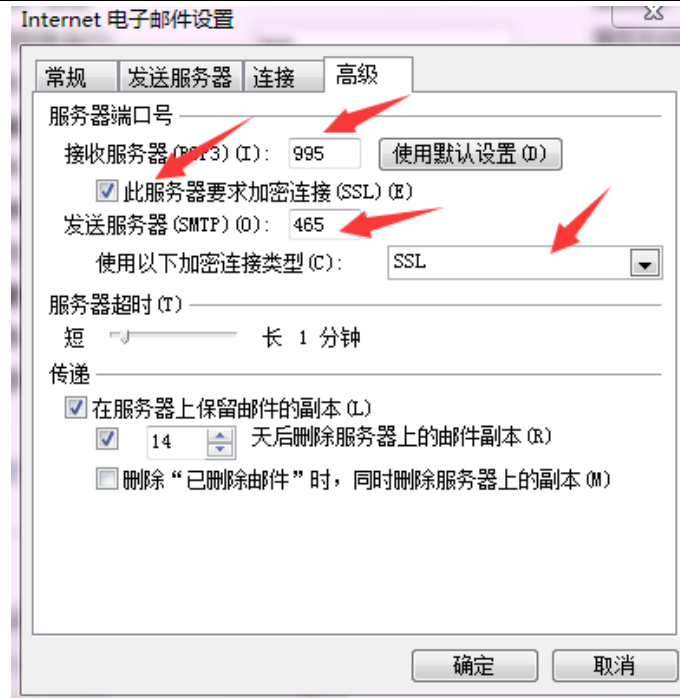 Internet 电子邮件设置
常规 发送服务器 连接 高级
服务器端口号
接收服务器(POP3)(I): 995 使用默认设置(D)
此服务器要求加密连接(SSL)(E)
发送服务器(SMTP)(O): 465
使用以下加密连接类型(C): SSL
服务器超时(T)
短 长 1 分钟
传递
在服务器上保留邮件的副本(L)
14 天后删除服务器上的邮件副本(R)
删除“已删除邮件”时，同时删除服务器上的副本(M)
确定 取消